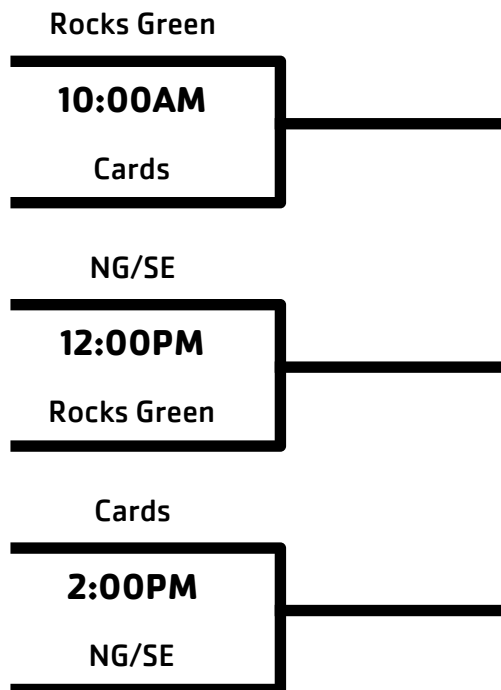 Rocks Green
10:00AM
Cards
NG/SE
12:00PM
Rocks Green
Cards
2:00PM
NG/SE